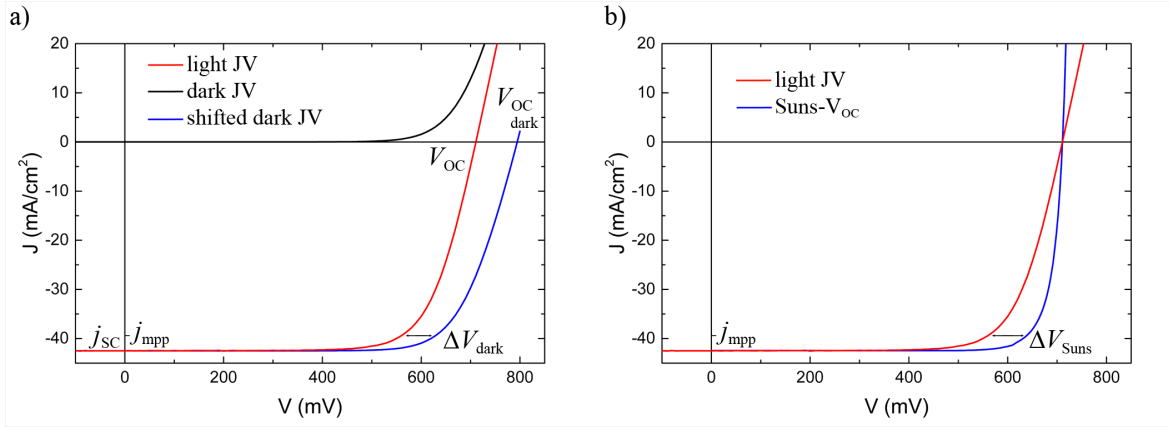 a)
20
10
0
-10
-20
-30
-40
J (mA/cm²)
0
200
400
600
800
V (mV)
light JV
dark JV
shifted dark JV
V_OC dark
V_OC
j_SC
j_mpp
ΔV_dark
b)
20
10
0
-10
-20
-30
-40
J (mA/cm²)
0
200
400
600
800
V (mV)
light JV
Suns-V_OC
j_mpp
ΔV_Suns